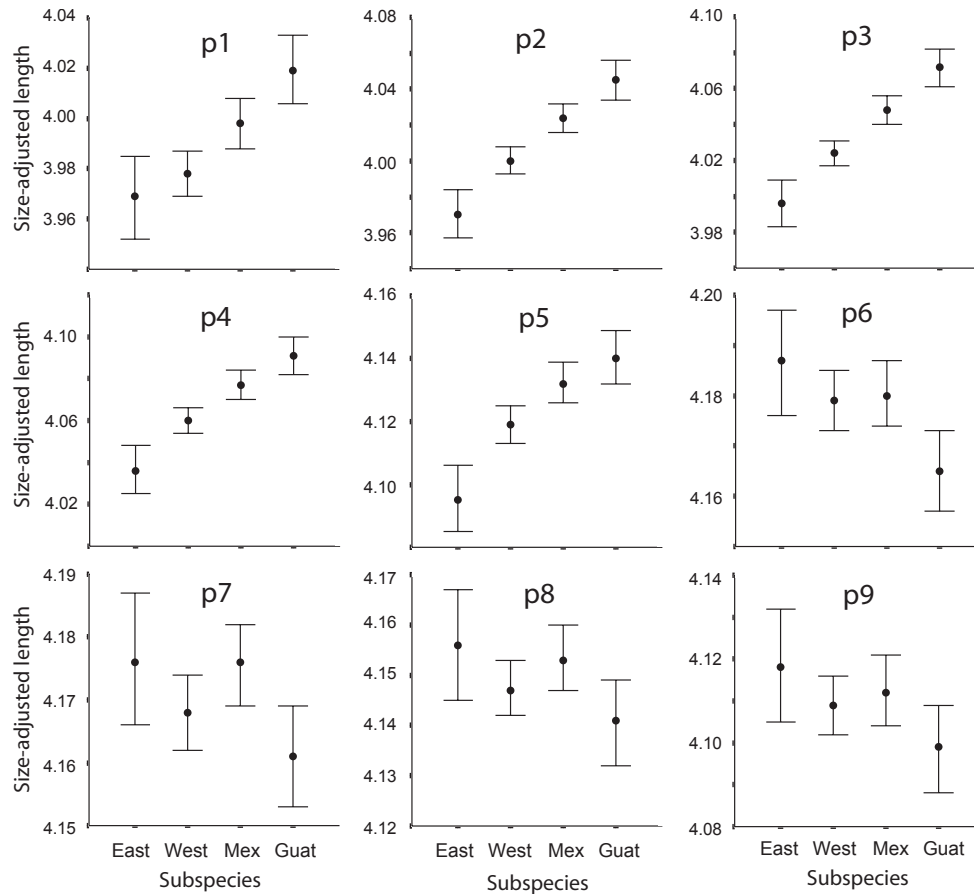 p1
Size-adjusted length
4.04
4.02
4.00
3.98
3.96
p2
4.08
4.04
4.00
3.96
p3
4.10
4.06
4.02
3.98
p4
Size-adjusted length
4.10
4.06
4.02
p5
4.16
4.14
4.12
4.10
p6
4.20
4.18
4.16
p7
Size-adjusted length
4.19
4.18
4.17
4.16
4.15
East West Mex Guat
Subspecies
p8
4.17
4.16
4.15
4.14
4.13
4.12
East West Mex Guat
Subspecies
p9
4.14
4.12
4.10
4.08
East West Mex Guat
Subspecies